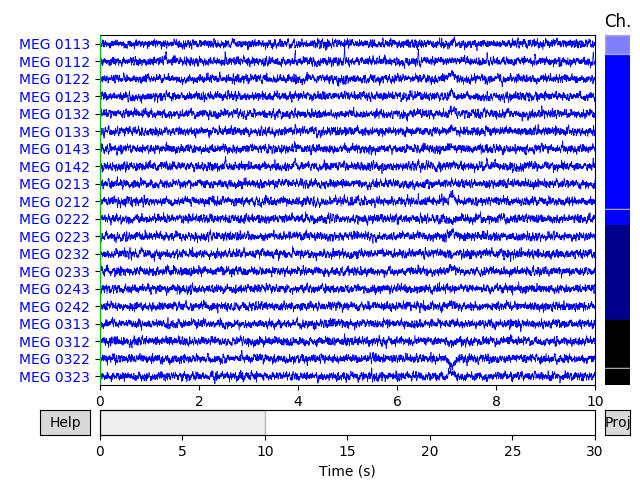 Ch.
MEG 0113
MEG 0112
MEG 0122
MEG 0123
MEG 0132
MEG 0133
MEG 0143
MEG 0142
MEG 0213
MEG 0212
MEG 0222
MEG 0223
MEG 0232
MEG 0233
MEG 0243
MEG 0242
MEG 0313
MEG 0312
MEG 0322
MEG 0323
0 2 4 6 8 10
Help
Proj
0 5 10 15 20 25 30
Time (s)